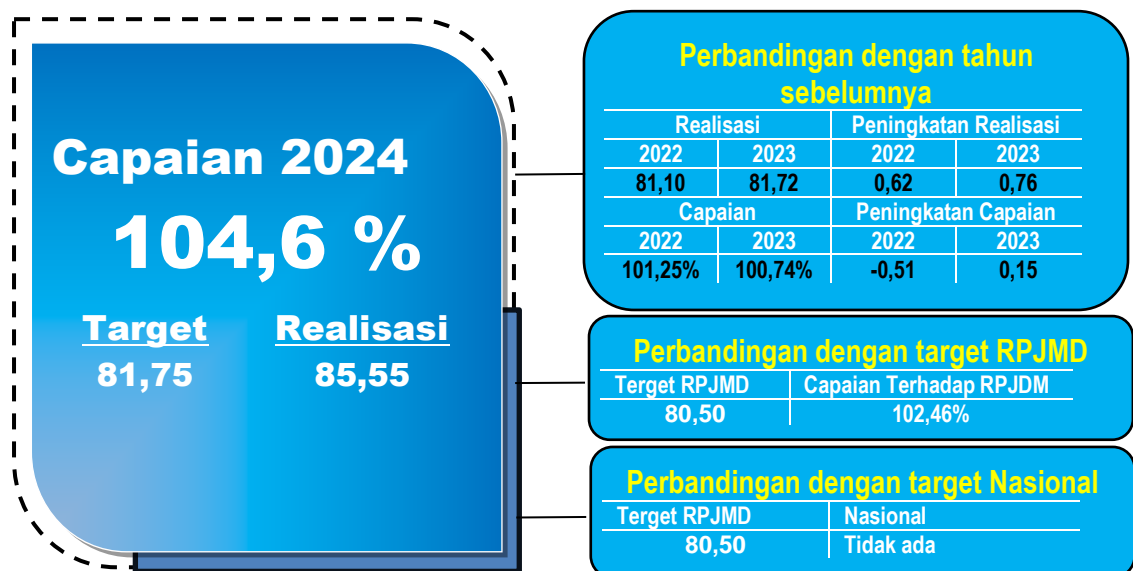 Capaian 2024
104,6 %
Target Realisasi
81,75 85,55
Perbandingan dengan tahun
sebelumnya
Realisasi Peningkatan Realisasi
2022 2023 2022 2023
81,10 81,72 0,62 0,76
Capaian Peningkatan Capaian
2022 2023 2022 2023
101,25% 100,74% -0,51 0,15
Perbandingan dengan target RPJMD
Terget RPJMD Capaian Terhadap RPJDM
80,50 102,46%
Perbandingan dengan target Nasional
Terget RPJMD Nasional
80,50 Tidak ada